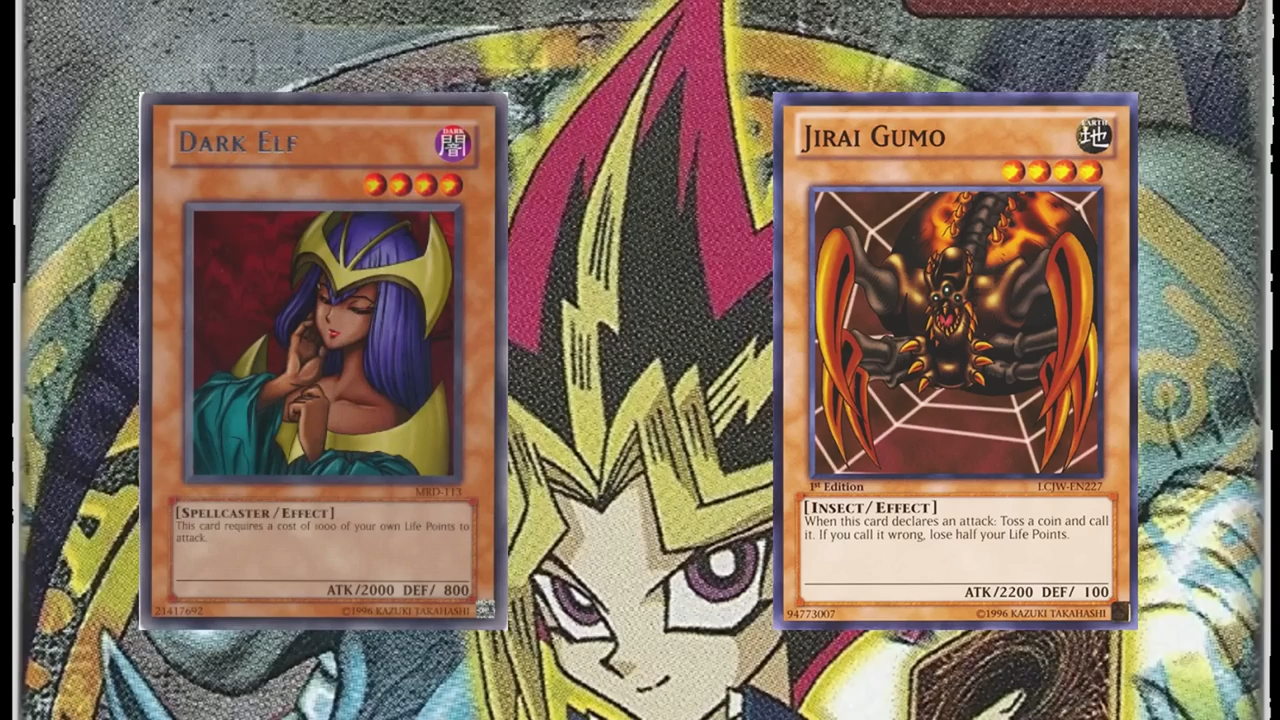 DARK ELF
DARK
闇
MRD-113
[SPELLCASTER/EFFECT]
This card requires a cost of 1000 of your own Life Points to
attack.
ATK/2000 DEF/ 800
21417692
©1996 KAZUKI TAKAHASHI
JIRAI GUMO
EARTH
地
1st Edition
LCJW-EN227
[INSECT/EFFECT]
When this card declares an attack: Toss a coin and call
it. If you call it wrong, lose half your Life Points.
ATK/2200 DEF/ 100
94773007
©1996 KAZUKI TAKAHASHI